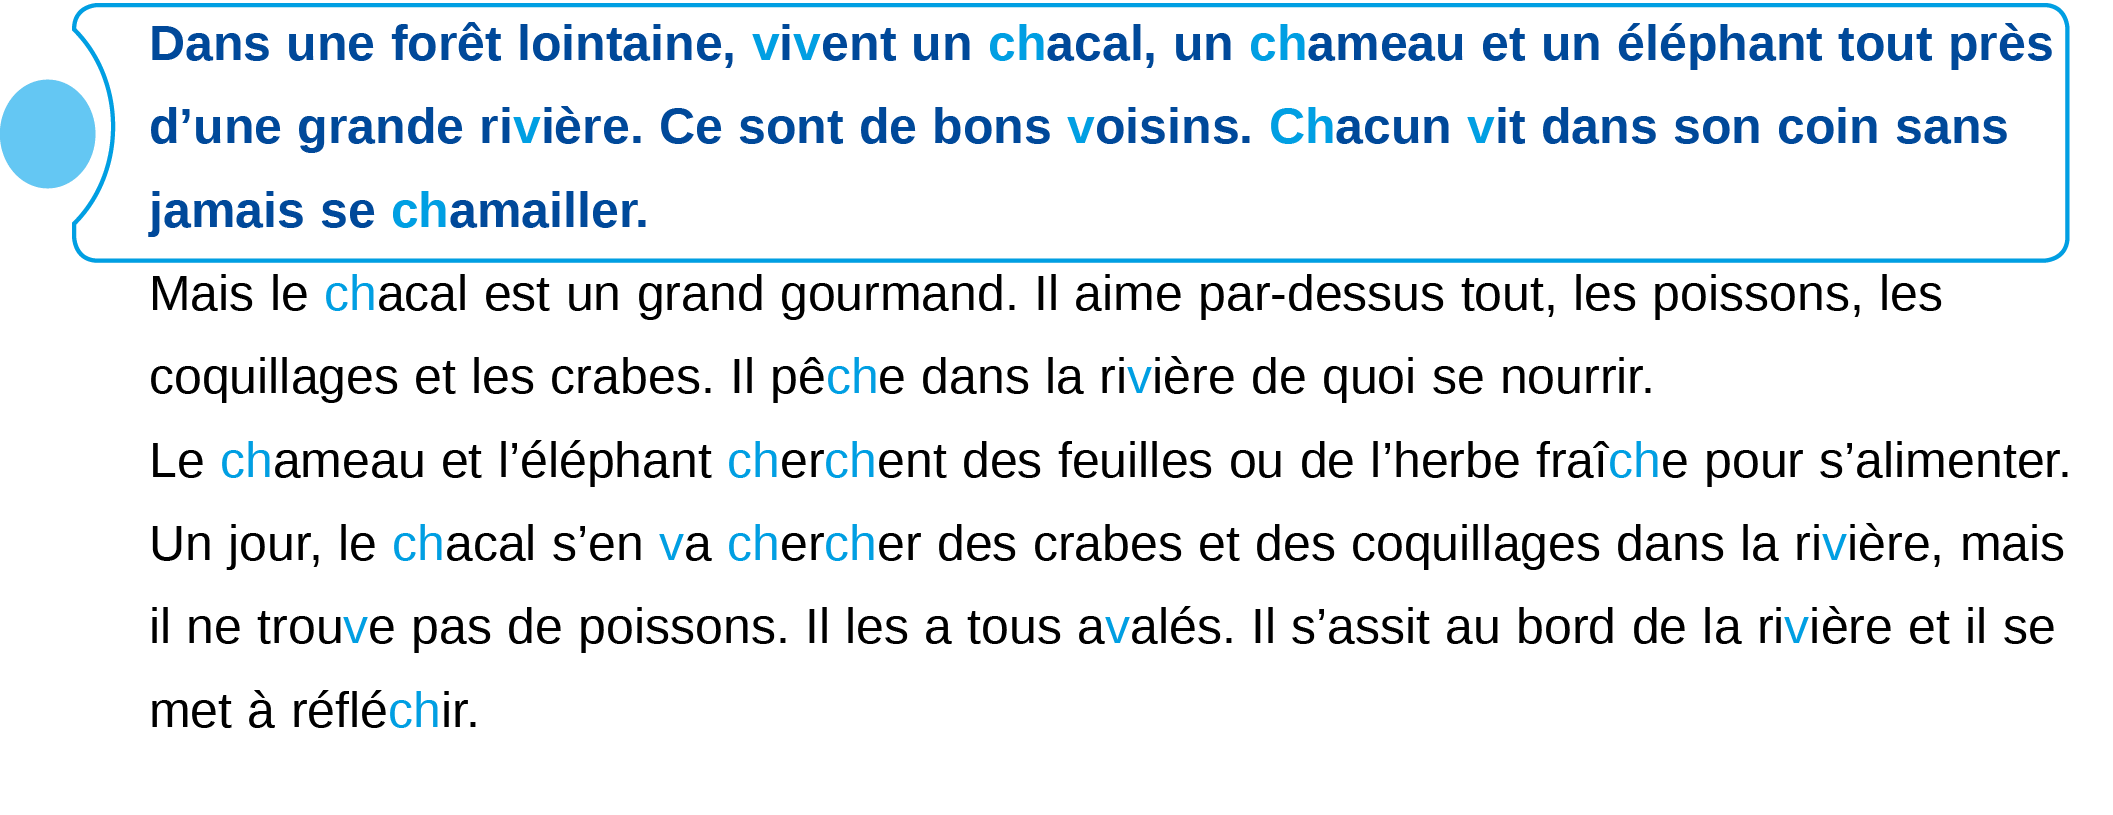 Dans une forêt lointaine, vivent un chacal, un chameau et un éléphant tout près
d’une grande rivière. Ce sont de bons voisins. Chacun vit dans son coin sans
jamais se chamailler.
Mais le chacal est un grand gourmand. Il aime par-dessus tout, les poissons, les
coquillages et les crabes. Il pêche dans la rivière de quoi se nourrir.
Le chameau et l’éléphant cherchent des feuilles ou de l’herbe fraîche pour s’alimenter.
Un jour, le chacal s’en va chercher des crabes et des coquillages dans la rivière, mais
il ne trouve pas de poissons. Il les a tous avalés. Il s’assit au bord de la rivière et il se
met à réfléchir.